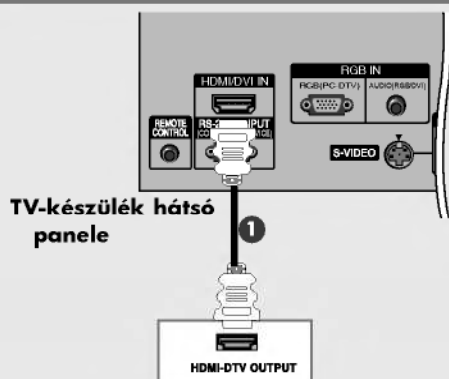 RGB IN
HDMI/DVI IN
RGB(PC-DTV)
AUDIO(RGB/DVI)
REMOTE
CONTROL
S-VIDEO
TV-készülék hátsó
panele
1
HDMI-DTV OUTPUT